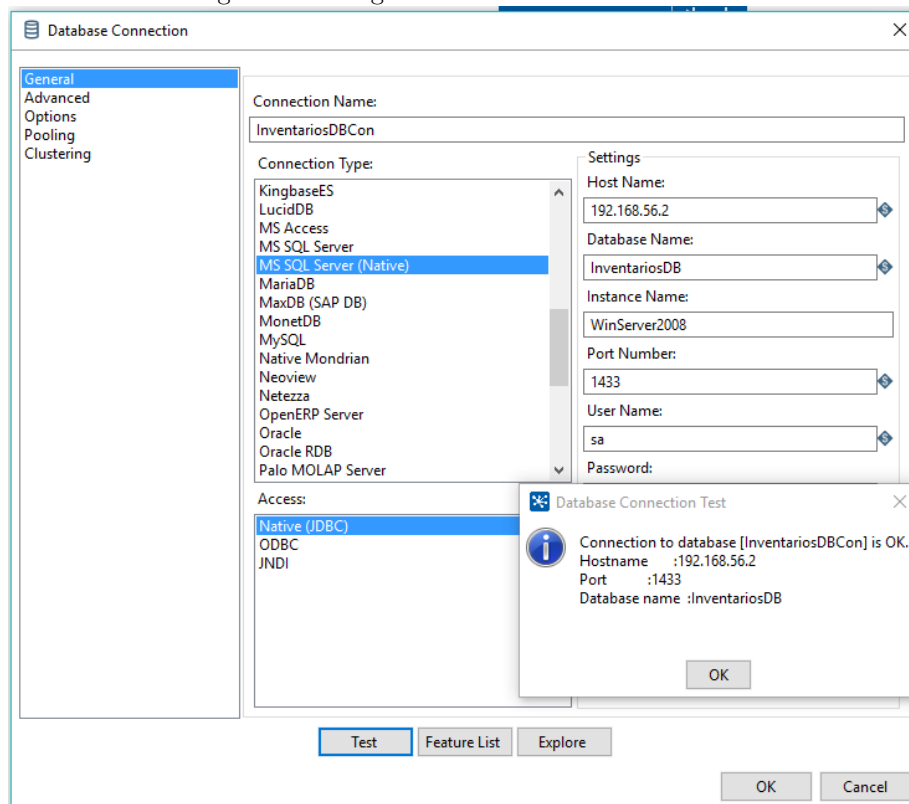 Database Connection
General
Advanced
Options
Pooling
Clustering
Connection Name:
InventariosDBCon
Connection Type:
KingbaseES
LucidDB
MS Access
MS SQL Server
MS SQL Server (Native)
MariaDB
MaxDB (SAP DB)
MonetDB
MySQL
Native Mondrian
Neoview
Netezza
OpenERP Server
Oracle
Oracle RDB
Palo MOLAP Server
Access:
Native (JDBC)
ODBC
JNDI
Settings
Host Name:
192.168.56.2
Database Name:
InventariosDB
Instance Name:
WinServer2008
Port Number:
1433
User Name:
sa
Password:
Database Connection Test
Connection to database [InventariosDBCon] is OK.
Hostname :192.168.56.2
Port :1433
Database name :InventariosDB
OK
Test Feature List Explore
OK Cancel